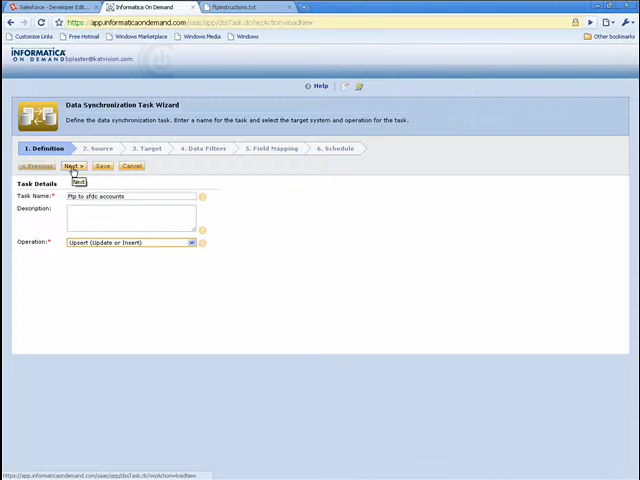 Salesforce - Developer Edit...
Informatica On Demand
ftpinstructions.txt
https://app.informaticaondemand.com/saas/app/dssTask.do?wzAction=loadNew
Customize Links
Free Hotmail
Windows Marketplace
Windows Media
Windows
Other bookmarks
INFORMATICA
ON DEMAND
bplaster@katvision.com
Help
Data Synchronization Task Wizard
Define the data synchronization task. Enter a name for the task and select the target system and operation for the task.
1. Definition
2. Source
3. Target
4. Data Filters
5. Field Mapping
6. Schedule
< Previous
Next >
Save
Cancel
Next
Task Details
Task Name:*
Ftp to sfdc accounts
Description:
Operation:*
Upsert (Update or Insert)
https://app.informaticaondemand.com/saas/app/dssTask.do?wzAction=loadNew